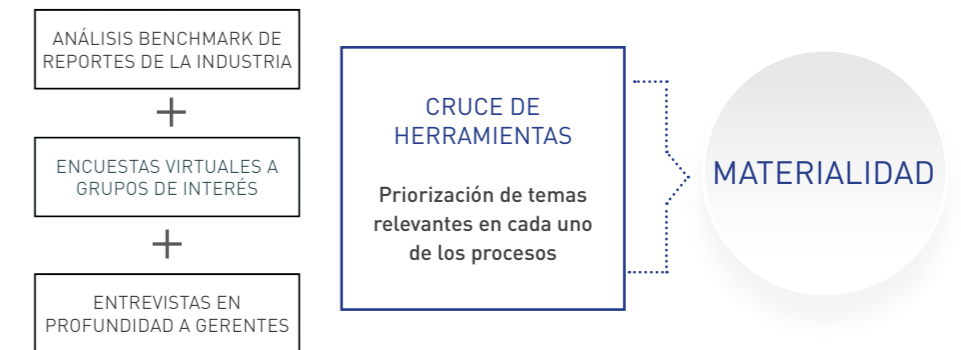 ANÁLISIS BENCHMARK DE
REPORTES DE LA INDUSTRIA
+
ENCUESTAS VIRTUALES A
GRUPOS DE INTERÉS
+
ENTREVISTAS EN
PROFUNDIDAD A GERENTES
CRUCE DE
HERRAMIENTAS
Priorización de temas
relevantes en cada uno
de los procesos
MATERIALIDAD